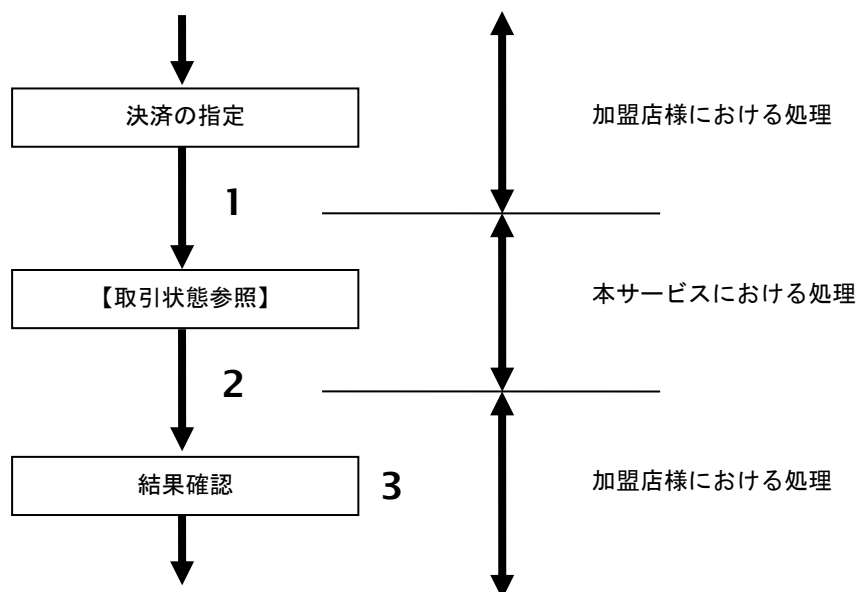 決済の指定
加盟店様における処理
1
【取引状態参照】
本サービスにおける処理
2
結果確認
3
加盟店様における処理